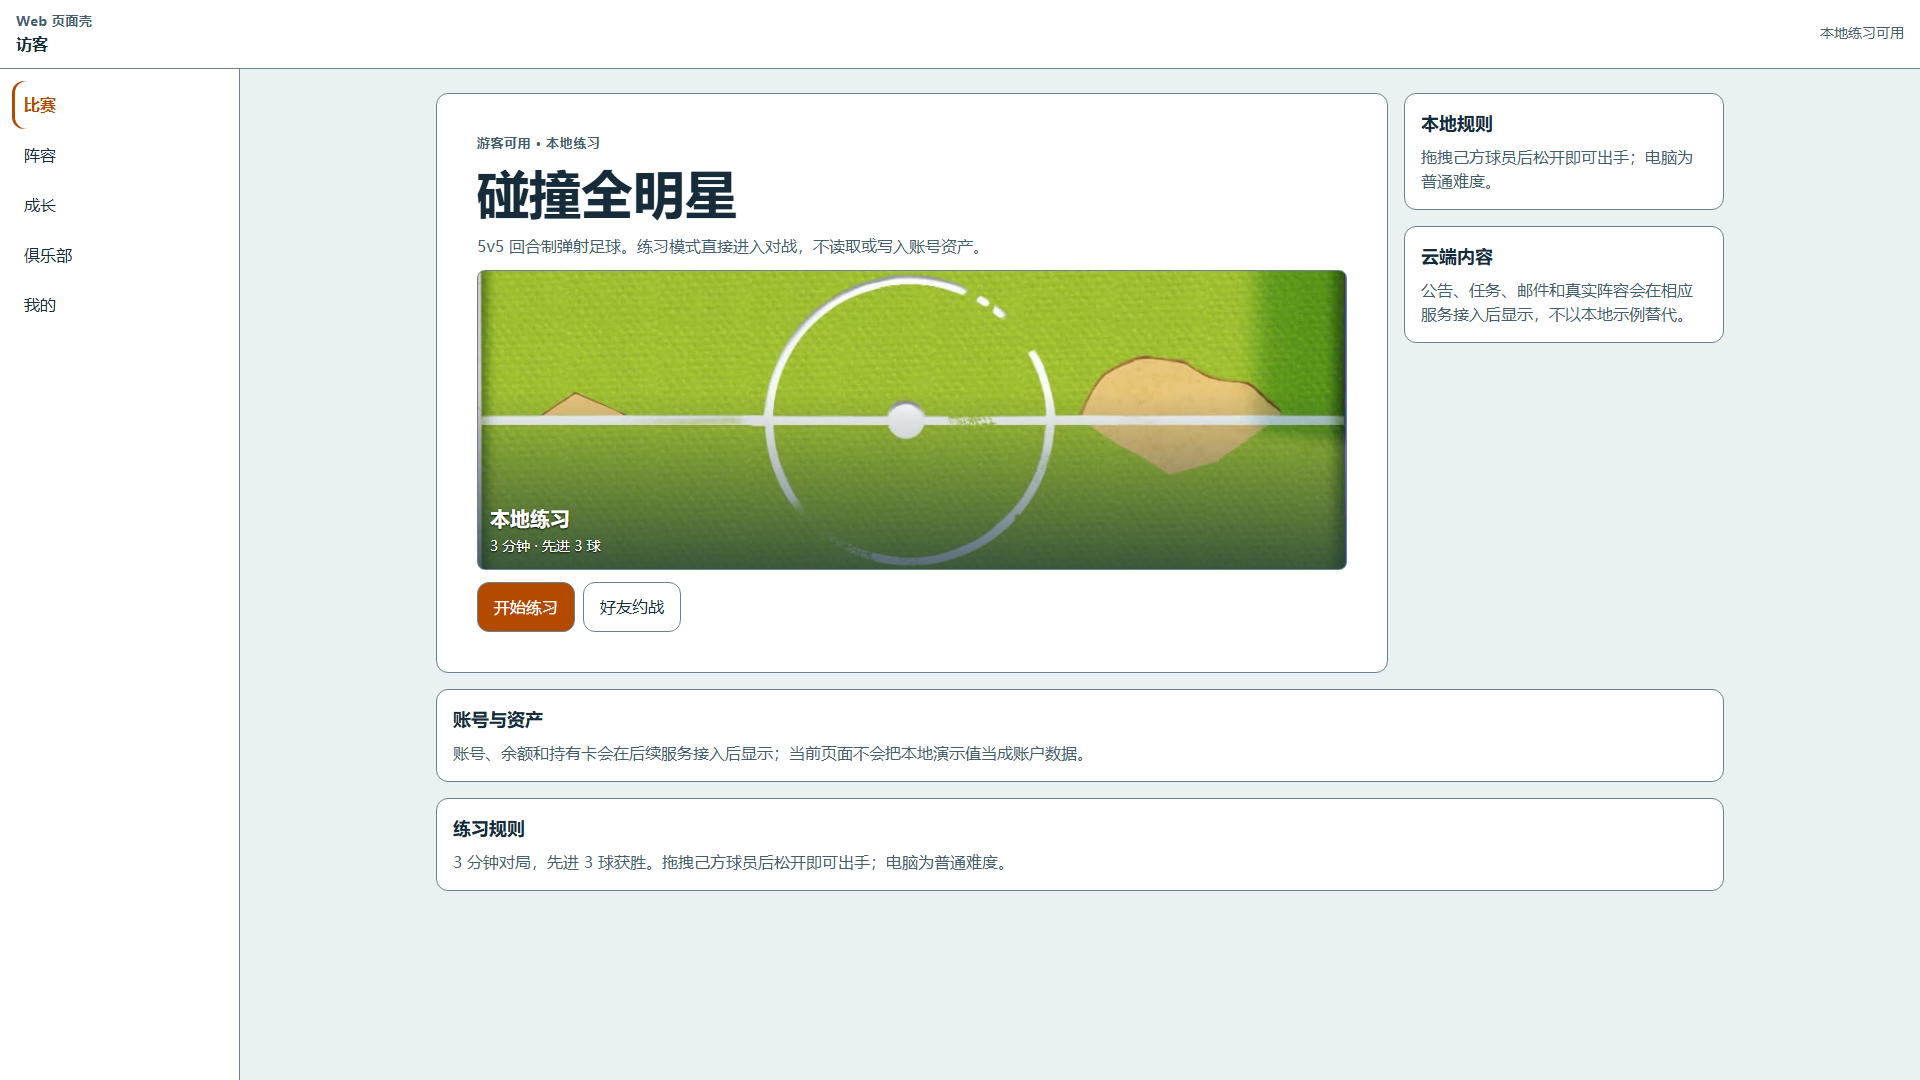 Web 页面壳
访客
本地练习可用
比赛
阵容
成长
俱乐部
我的
游客可用 • 本地练习
碰撞全明星
5v5 回合制弹射足球。练习模式直接进入对战，不读取或写入账号资产。
本地练习
3 分钟 · 先进 3 球
开始练习
好友约战
本地规则
拖拽己方球员后松开即可出手；电脑为
普通难度。
云端内容
公告、任务、邮件和真实阵容会在相应
服务接入后显示，不以本地示例替代。
账号与资产
账号、余额和持有卡会在后续服务接入后显示；当前页面不会把本地演示值当成账户数据。
练习规则
3 分钟对局，先进 3 球获胜。拖拽己方球员后松开即可出手；电脑为普通难度。